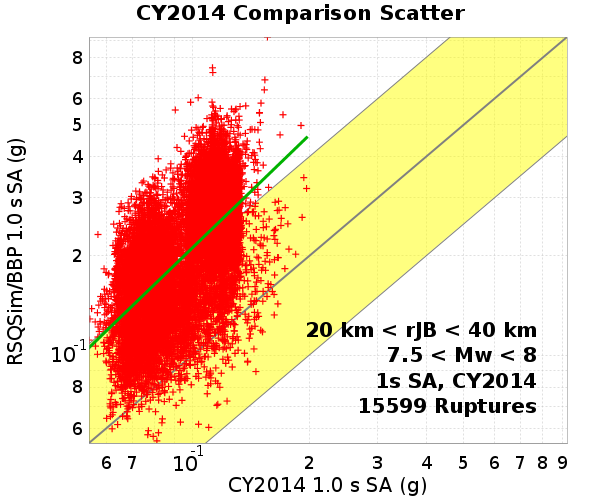 CY2014 Comparison Scatter
RSQSim/BBP 1.0 s SA (g)
8
6
5
4
3
2
10⁻¹
8
6
20 km < rJB < 40 km
7.5 < Mw < 8
1s SA, CY2014
15599 Ruptures
6 7 10⁻¹ 2 3 4 5 6 7 8 9
CY2014 1.0 s SA (g)